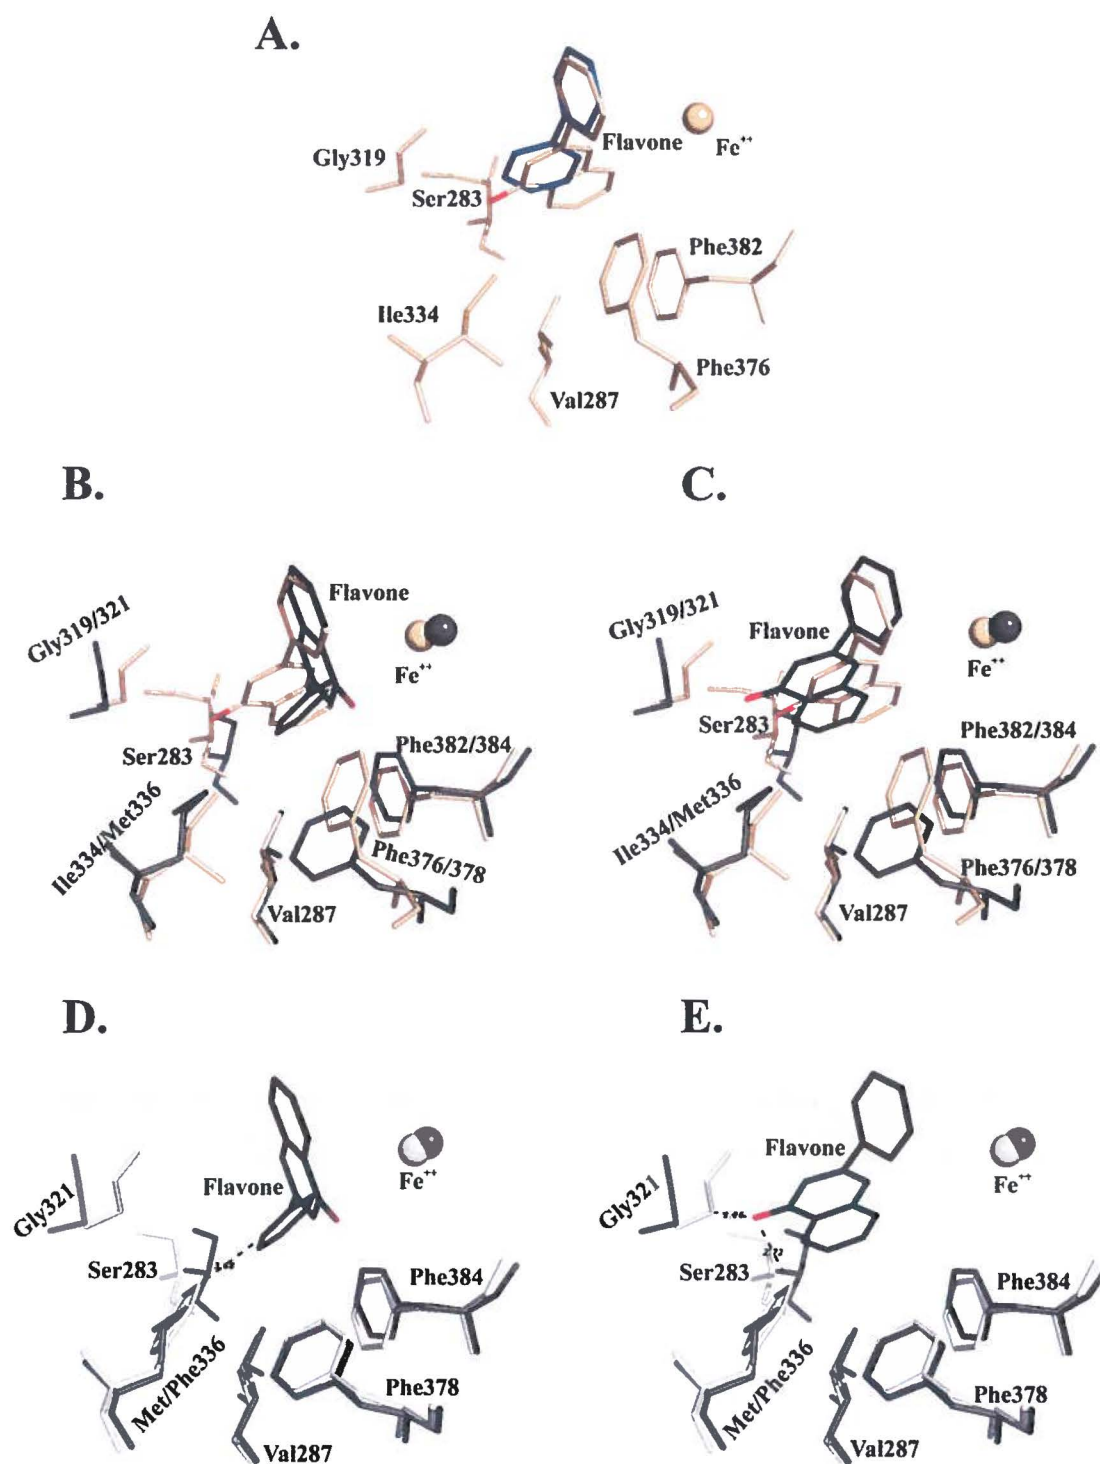 A.
Flavone
Fe++
Gly319
Ser283
Phe382
Ile334
Phe376
Val287
B.
C.
Flavone
Gly319/321
Fe++
Ser283
Phe382/384
Ile334/Met336
Phe376/378
Val287
Gly319/321
Flavone
Fe++
Ser283
Phe382/384
Ile334/Met336
Phe376/378
Val287
D.
E.
Gly321
Flavone
Fe++
Ser283
Phe384
Met/Phe336
Phe378
Val287
Flavone
Gly321
Fe++
Ser283
Phe384
Met/Phe336
Phe378
Val287